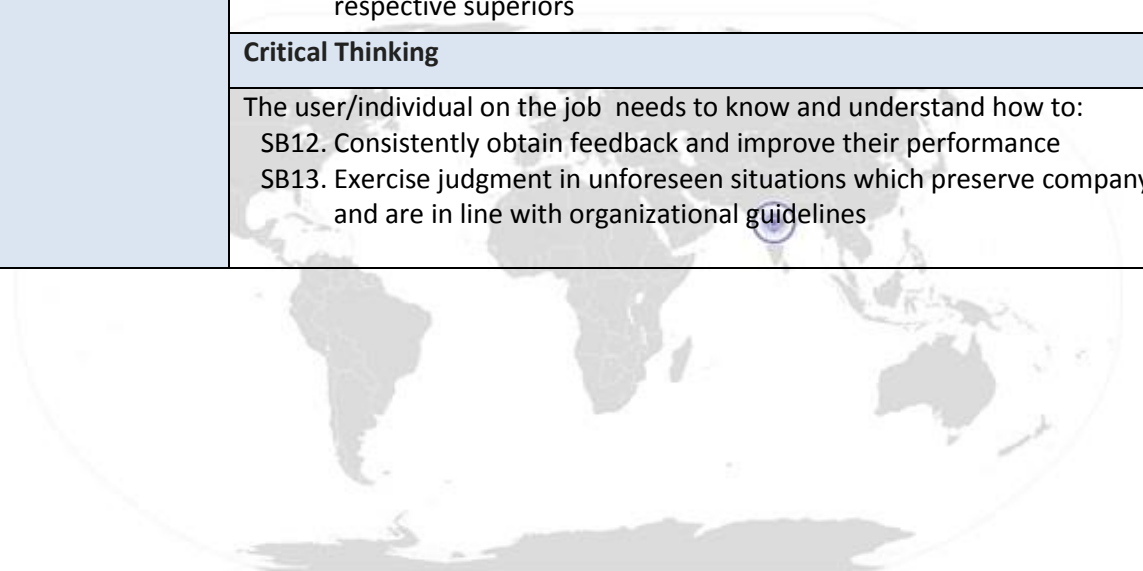 respective superiors
Critical Thinking
The user/individual on the job needs to know and understand how to:
SB12. Consistently obtain feedback and improve their performance
SB13. Exercise judgment in unforeseen situations which preserve company
and are in line with organizational guidelines